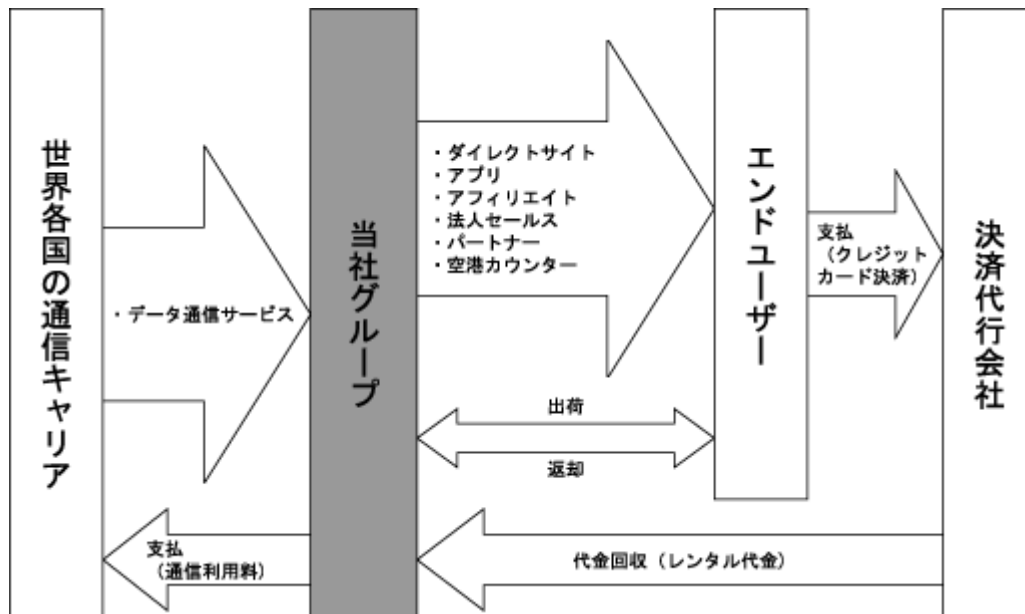 世界各国の通信キャリア
・データ通信サービス
支払
（通信利用料）
当社グループ
・ダイレクトサイト
・アプリ
・アフィリエイト
・法人セールス
・パートナー
・空港カウンター
出荷
返却
代金回収（レンタル代金）
エンドユーザー
支払
（クレジット
カード決済）
決済代行会社